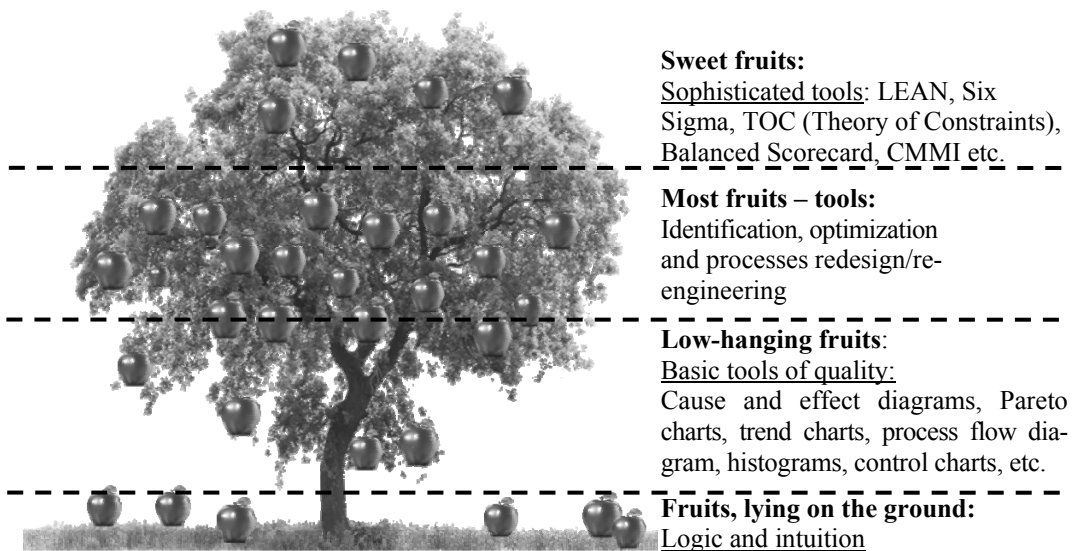 Sweet fruits:
Sophisticated tools: LEAN, Six
Sigma, TOC (Theory of Constraints),
Balanced Scorecard, CMMI etc.
Most fruits – tools:
Identification, optimization
and processes redesign/re-
engineering
Low-hanging fruits:
Basic tools of quality:
Cause and effect diagrams, Pareto
charts, trend charts, process flow dia-
gram, histograms, control charts, etc.
Fruits, lying on the ground:
Logic and intuition